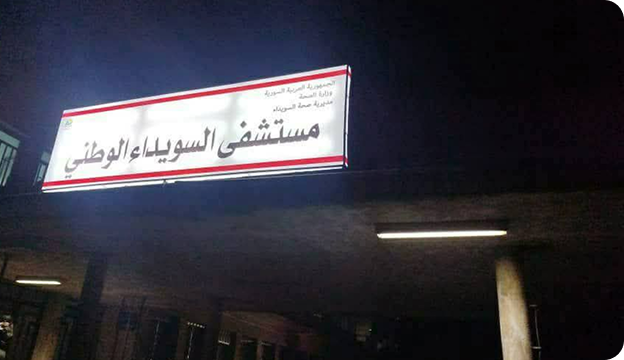 الجمهورية العربية السورية
وزارة الصحة
مديرية صحة السويداء
مستشفى السويداء الوطني